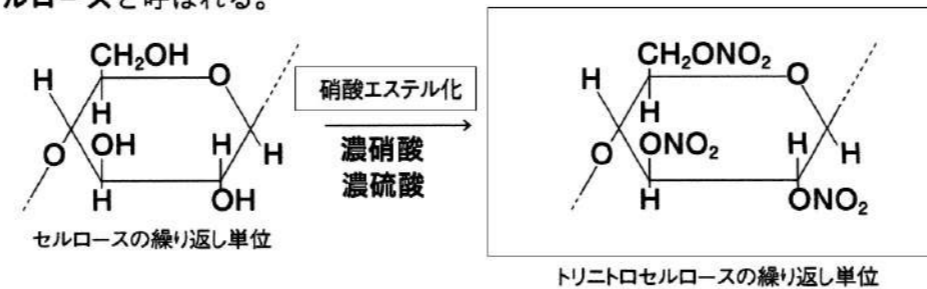 ルロースと呼ばれる。
CH₂OH
H
O
H
OH
H
O
H
H
OH
セルロースの繰り返し単位
硝酸エステル化
濃硝酸
濃硫酸
CH₂ONO₂
H
O
H
ONO₂
H
O
H
H
ONO₂
トリニトロセルロースの繰り返し単位